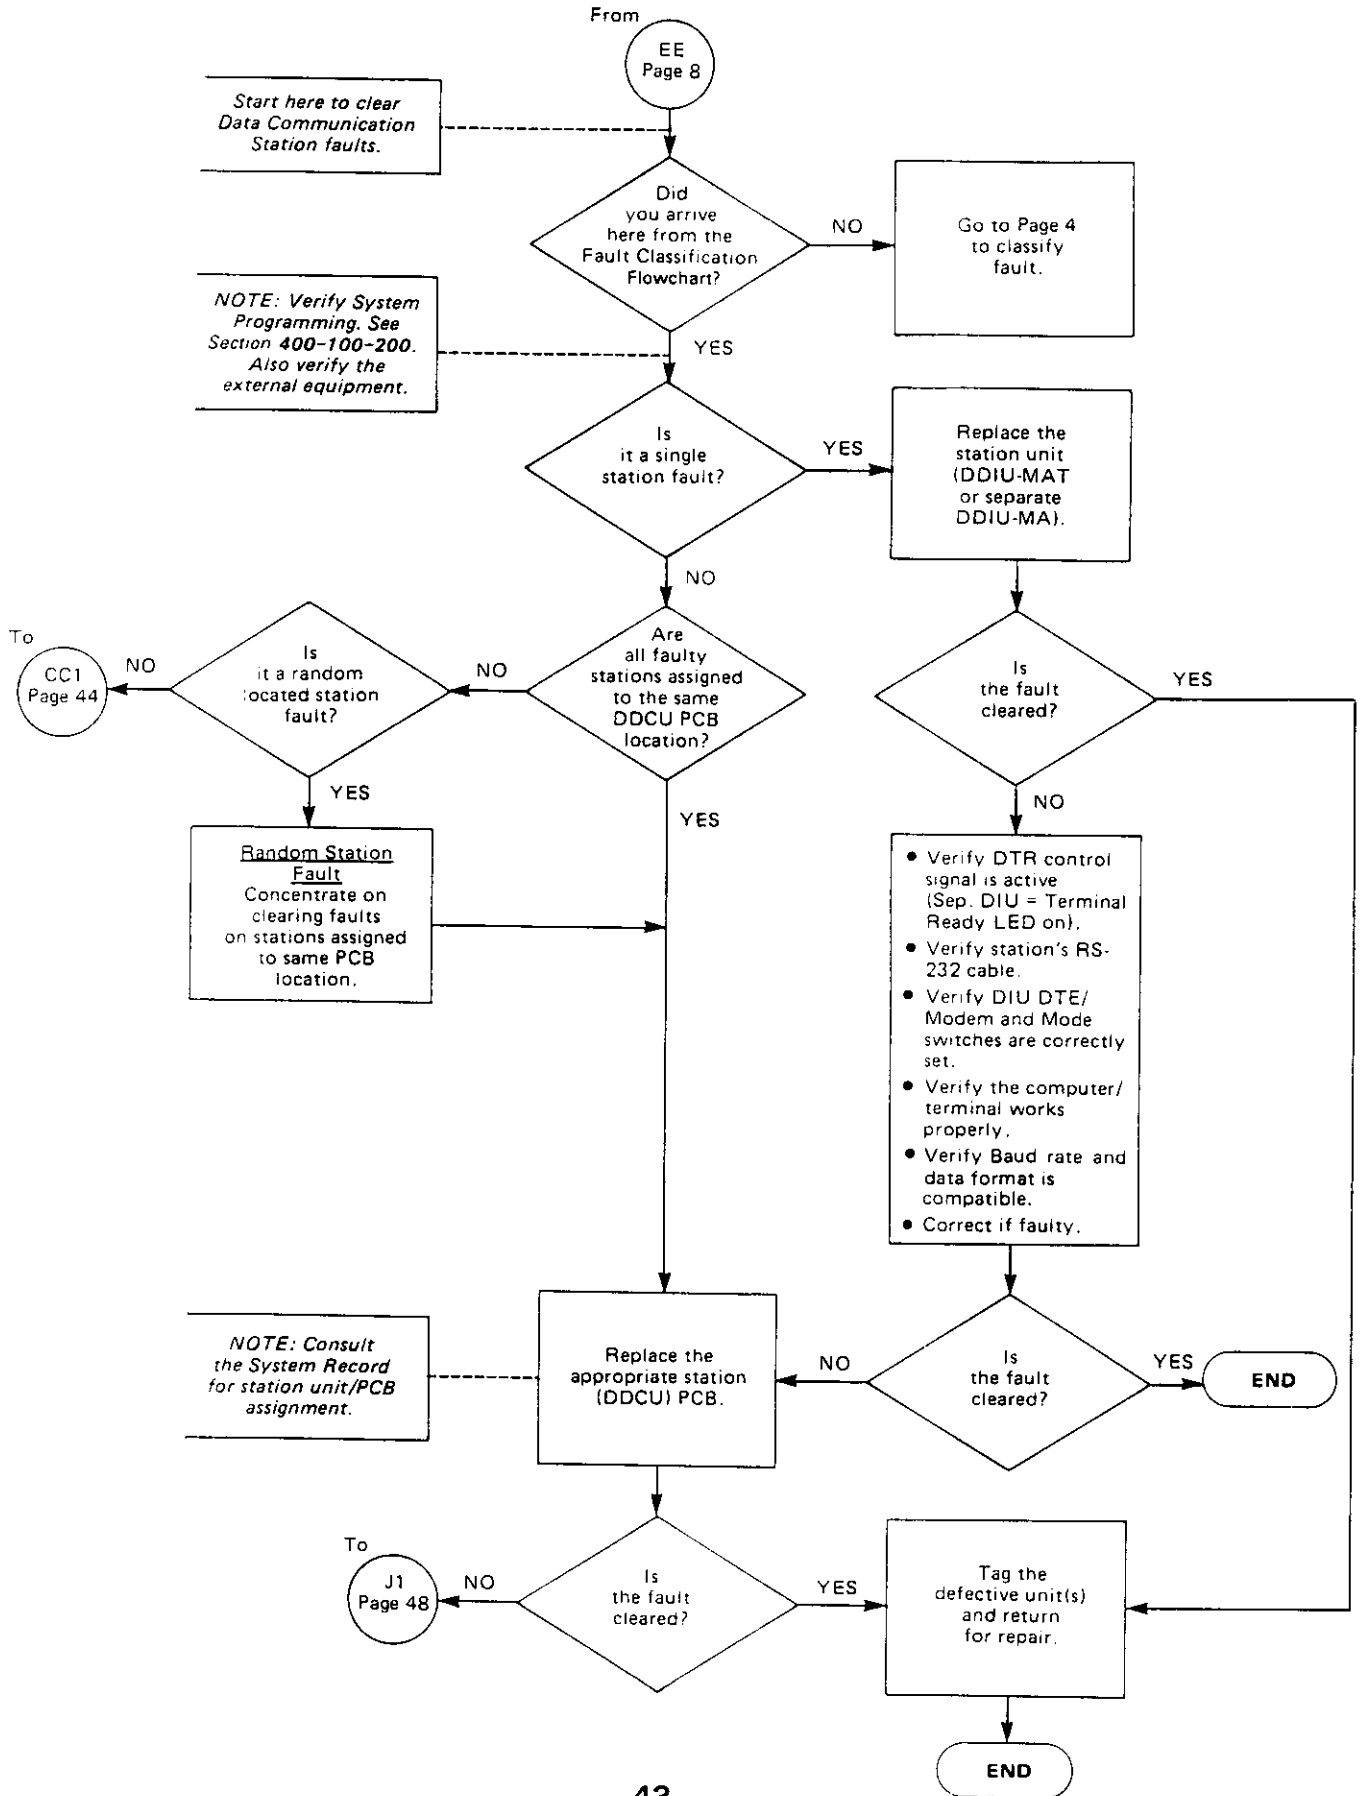 From
EE
Page 8
Start here to clear
Data Communication
Station faults.
Did
you arrive
here from the
Fault Classification
Flowchart?
NO
Go to Page 4
to classify
fault.
NOTE: Verify System
Programming. See
Section 400-100-200.
Also verify the
external equipment.
YES
Is
it a single
station fault?
YES
Replace the
station unit
(DDIU-MAT
or separate
DDIU-MA).
NO
To
CC1
Page 44
NO
Is
it a random
located station
fault?
NO
Are
all faulty
stations assigned
to the same
DDCU PCB
location?
Is
the fault
cleared?
YES
YES
YES
NO
Random Station
Fault
Concentrate on
clearing faults
on stations assigned
to same PCB
location.
• Verify DTR control
signal is active
(Sep. DIU = Terminal
Ready LED on).
• Verify station's RS-
232 cable.
• Verify DIU DTE/
Modem and Mode
switches are correctly
set.
• Verify the computer/
terminal works
properly.
• Verify Baud rate and
data format is
compatible.
• Correct if faulty.
NOTE: Consult
the System Record
for station unit/PCB
assignment.
Replace the
appropriate station
(DDCU) PCB.
NO
Is
the fault
cleared?
YES
END
To
J1
Page 48
NO
Is
the fault
cleared?
YES
Tag the
defective unit(s)
and return
for repair.
END